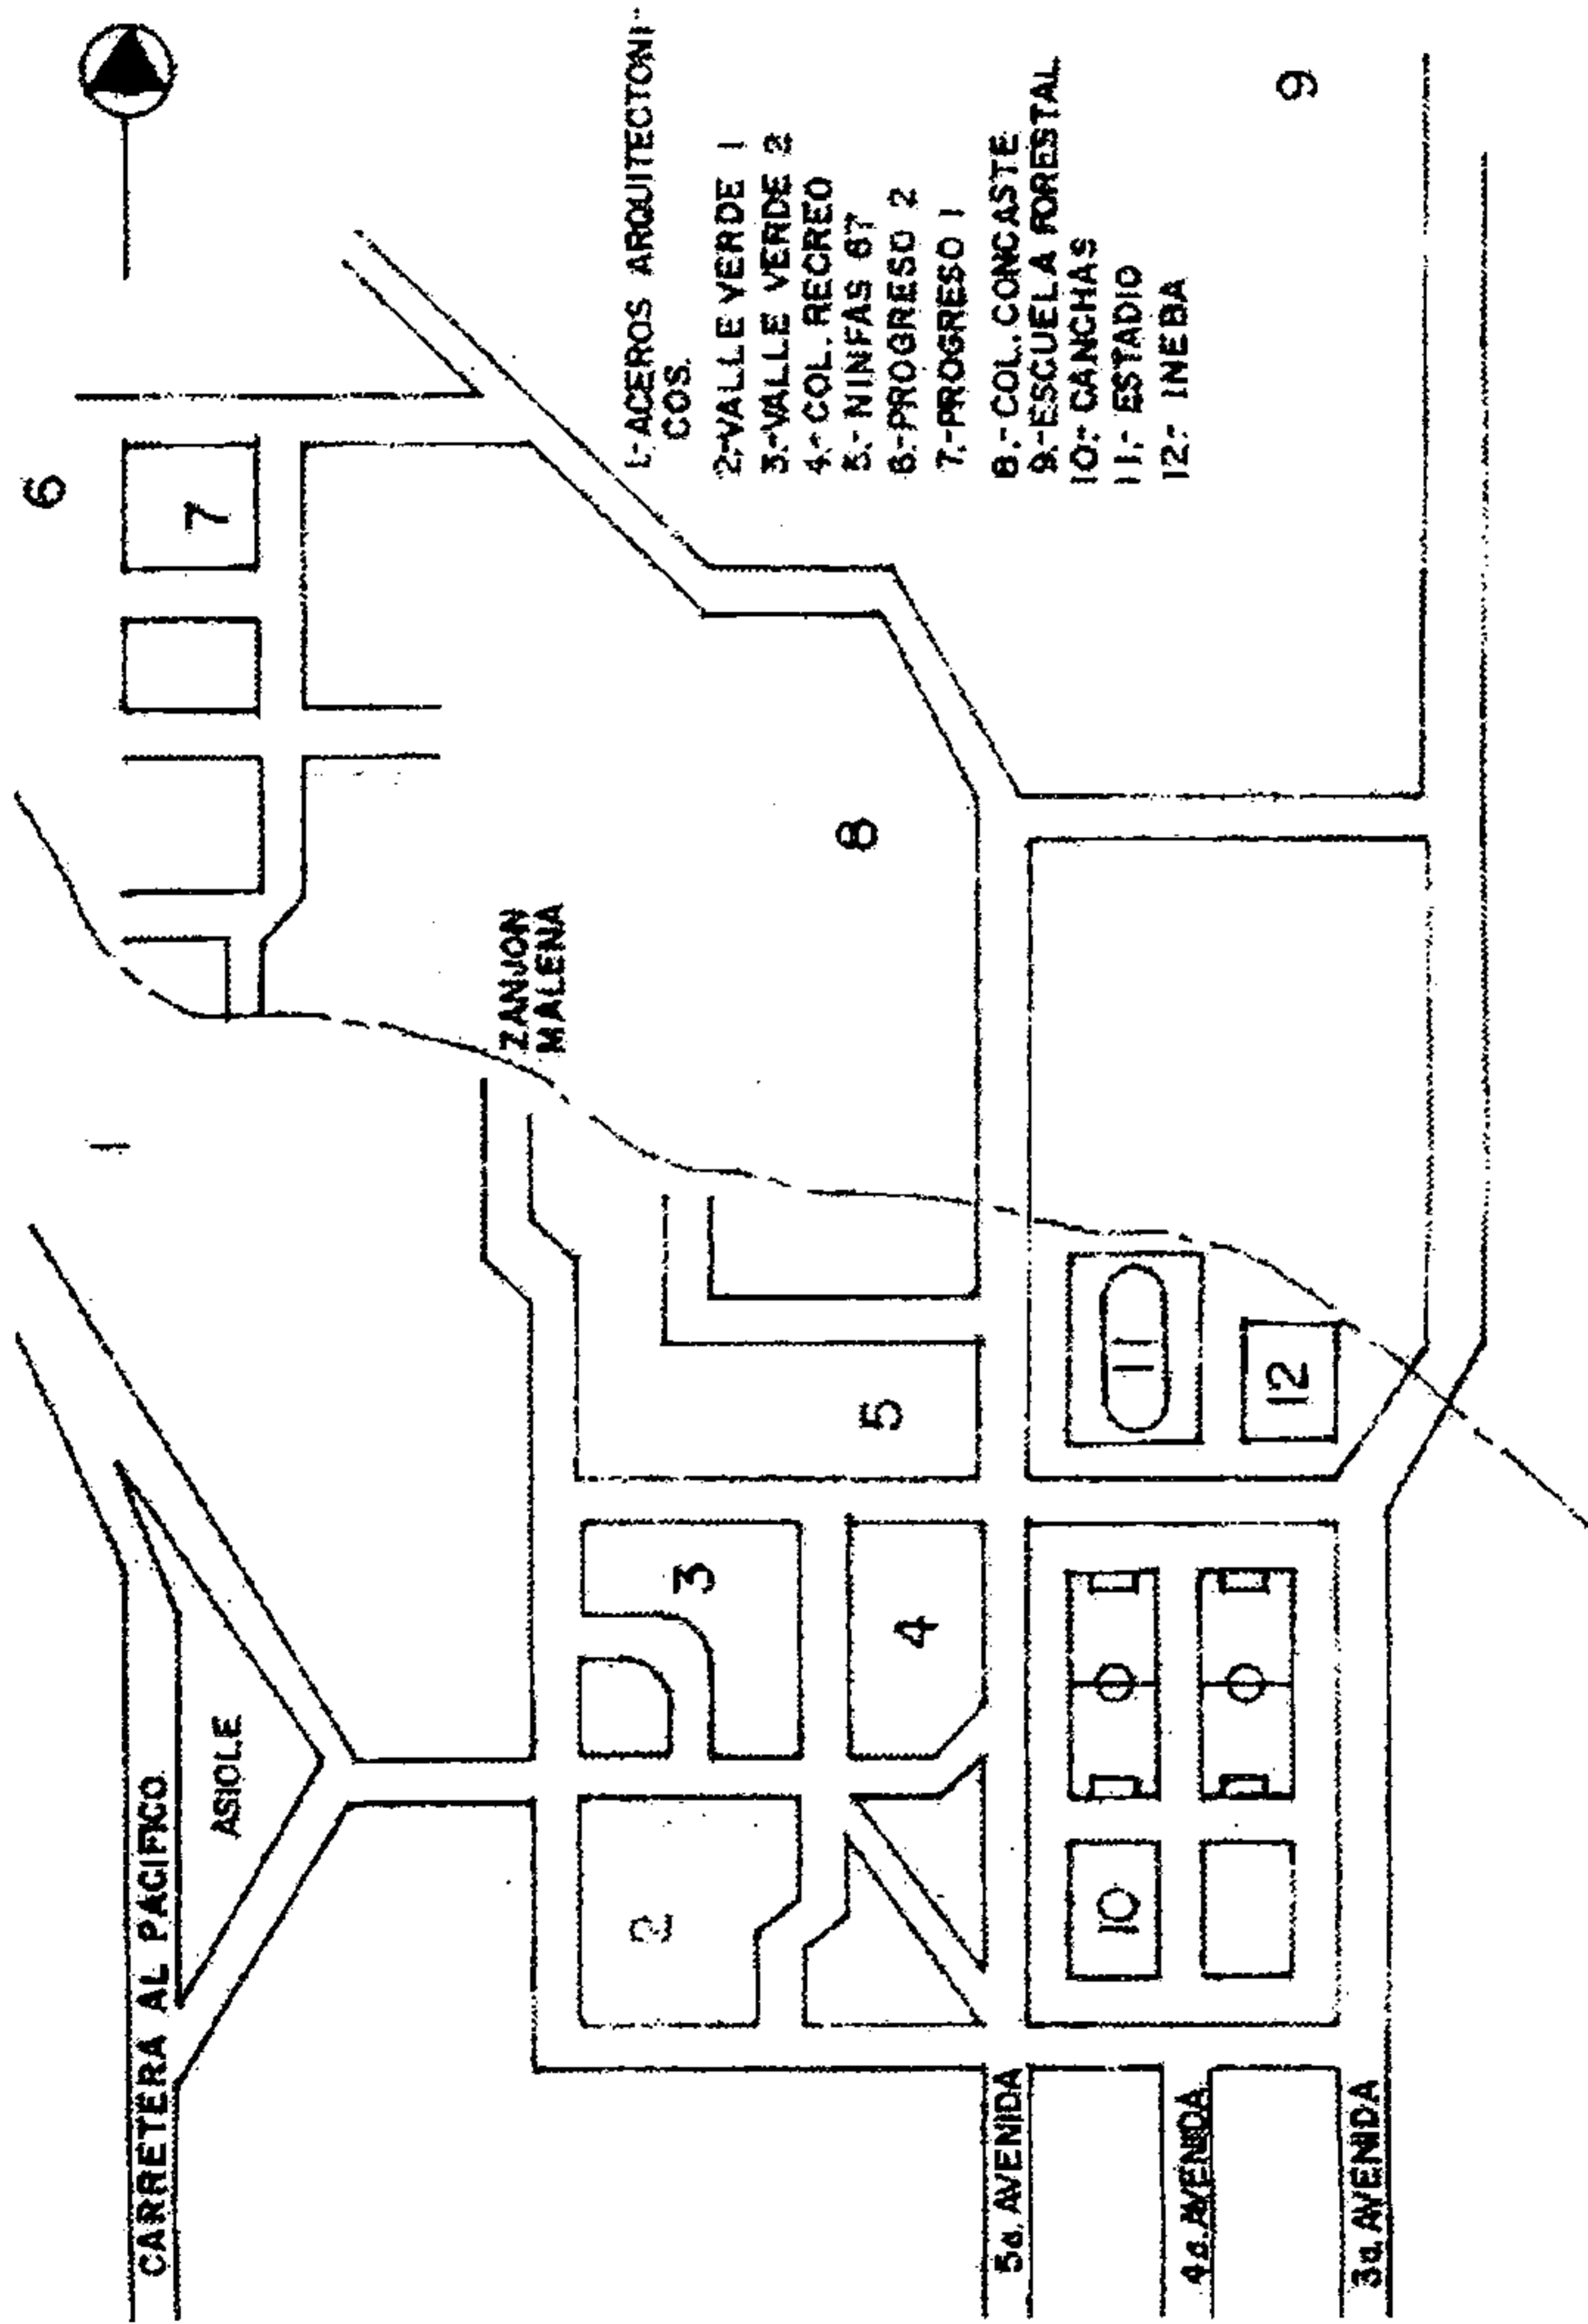 6
7
1.- ACEROS ARQUITECTONI-
COS.
2.-VALLE VERDE 1
3.-VALLE VERDE 2
4.- COL. RECREO
5.- NINFAS 67
6.-PROGRESO 2
7.-PROGRESO 1
8.- COL. CONCASTE
9.-ESCUELA FORESTAL
10.- CANCHAS
11.- ESTADIO
12.- INEBA
9
1
ZANJON
MALENA
8
CARRETERA AL PACIFICO
ASIOLE
2
3
4
5
10
11
12
5a. AVENIDA
4a. AVENIDA
3a. AVENIDA